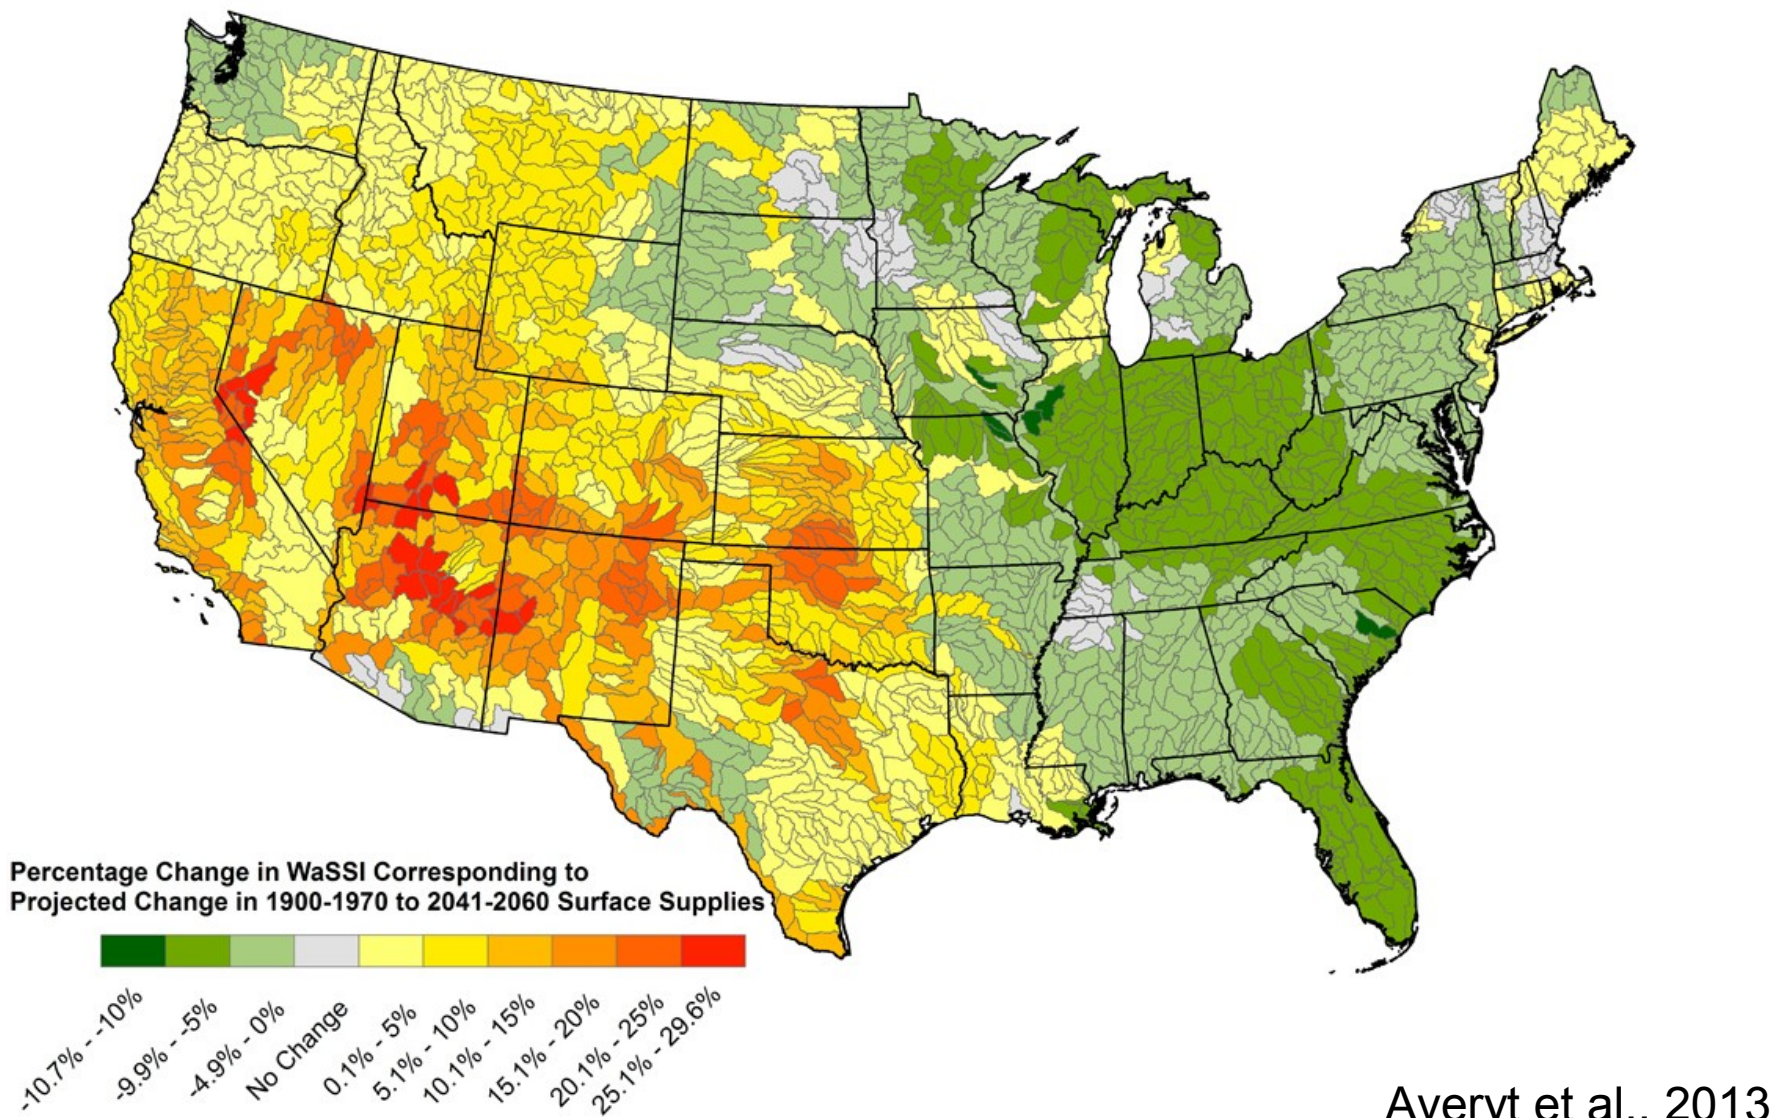 Percentage Change in WaSSI Corresponding to
Projected Change in 1900-1970 to 2041-2060 Surface Supplies
-10.7% - -10%
-9.9% - -5%
-4.9% - 0%
No Change
0.1% - 5%
5.1% - 10%
10.1% - 15%
15.1% - 20%
20.1% - 25%
25.1% - 29.6%
Averyt et al., 2013